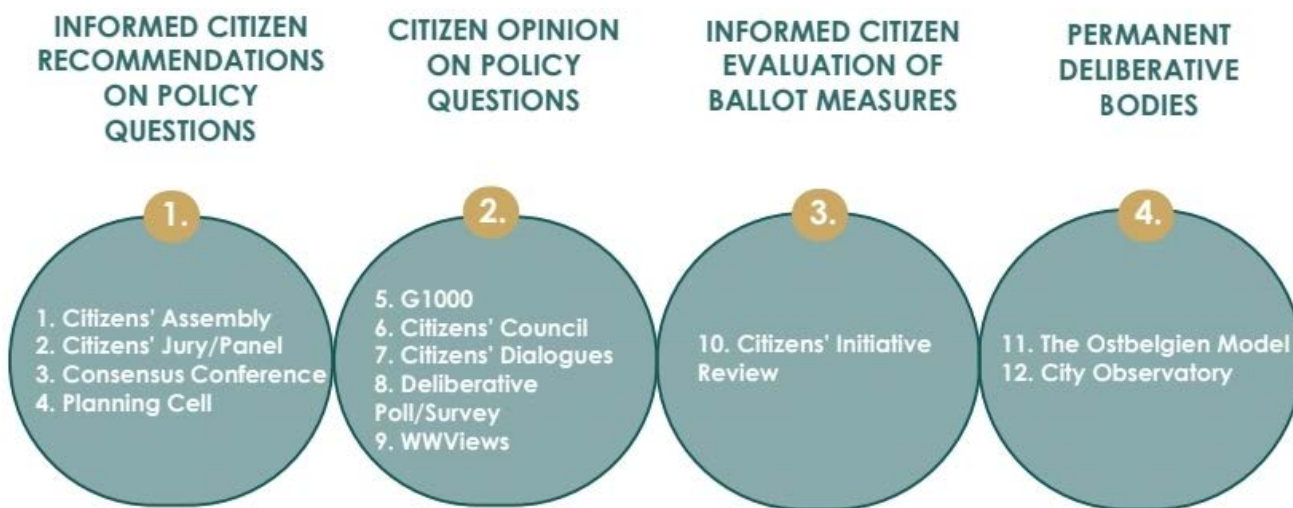 INFORMED CITIZEN
RECOMMENDATIONS
ON POLICY
QUESTIONS
1.
1. Citizens' Assembly
2. Citizens' Jury/Panel
3. Consensus Conference
4. Planning Cell
CITIZEN OPINION
ON POLICY
QUESTIONS
2.
5. G1000
6. Citizens' Council
7. Citizens' Dialogues
8. Deliberative
Poll/Survey
9. WWViews
INFORMED CITIZEN
EVALUATION OF
BALLOT MEASURES
3.
10. Citizens' Initiative
Review
PERMANENT
DELIBERATIVE
BODIES
4.
11. The Ostbelgien Model
12. City Observatory